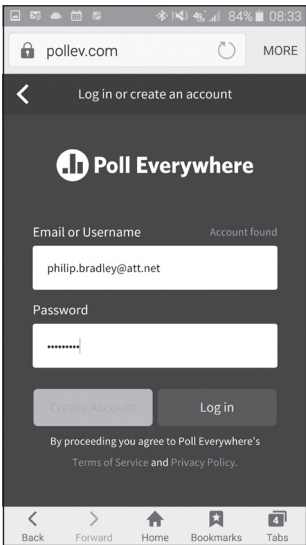 84% 08:33
pollev.com MORE
Log in or create an account
Poll Everywhere
Email or Username Account found
philip.bradley@att.net
Password
•••••••••
Create Account Log in
By proceeding you agree to Poll Everywhere's
Terms of Service and Privacy Policy.
4
Back Forward Home Bookmarks Tabs